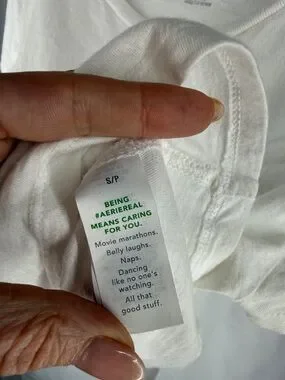 S/P
BEING
#AERIEREAL
MEANS CARING
FOR YOU.
Movie marathons.
Belly laughs.
Naps.
Dancing
like no one's
watching.
All that
good stuff.